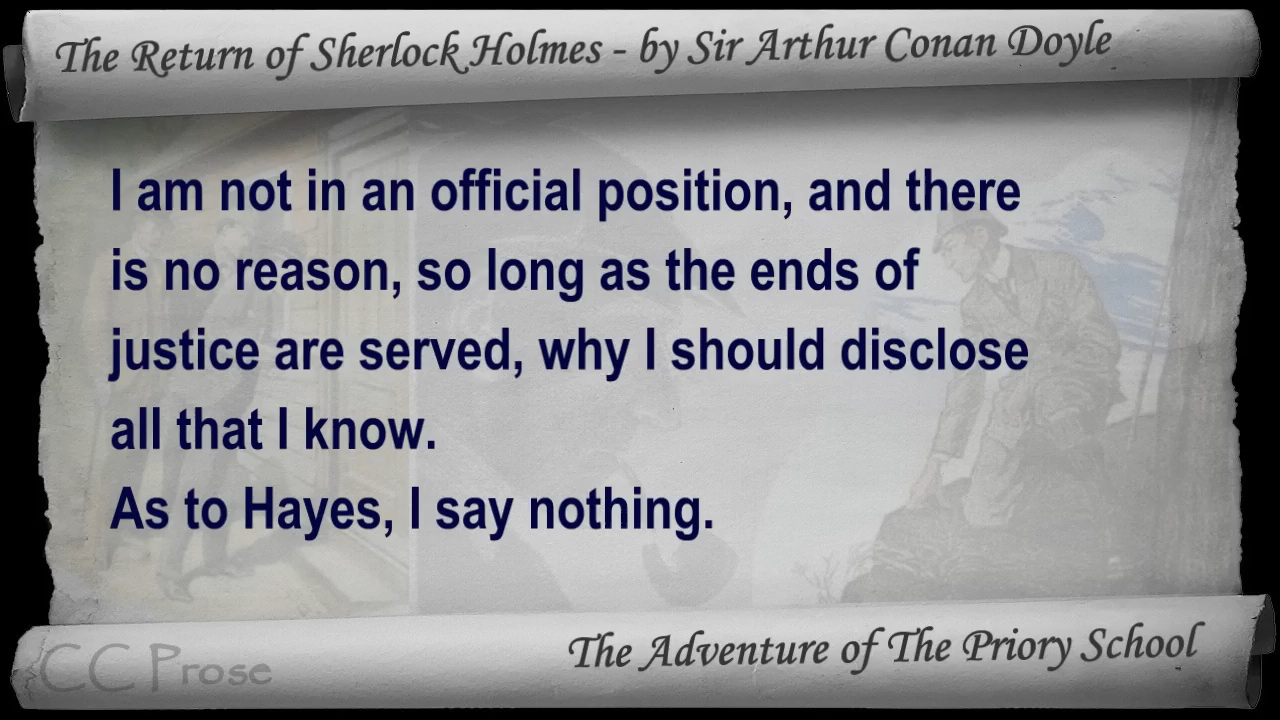 The Return of Sherlock Holmes - by Sir Arthur Conan Doyle
I am not in an official position, and there
is no reason, so long as the ends of
justice are served, why I should disclose
all that I know.
As to Hayes, I say nothing.
CC Prose
The Adventure of The Priory School